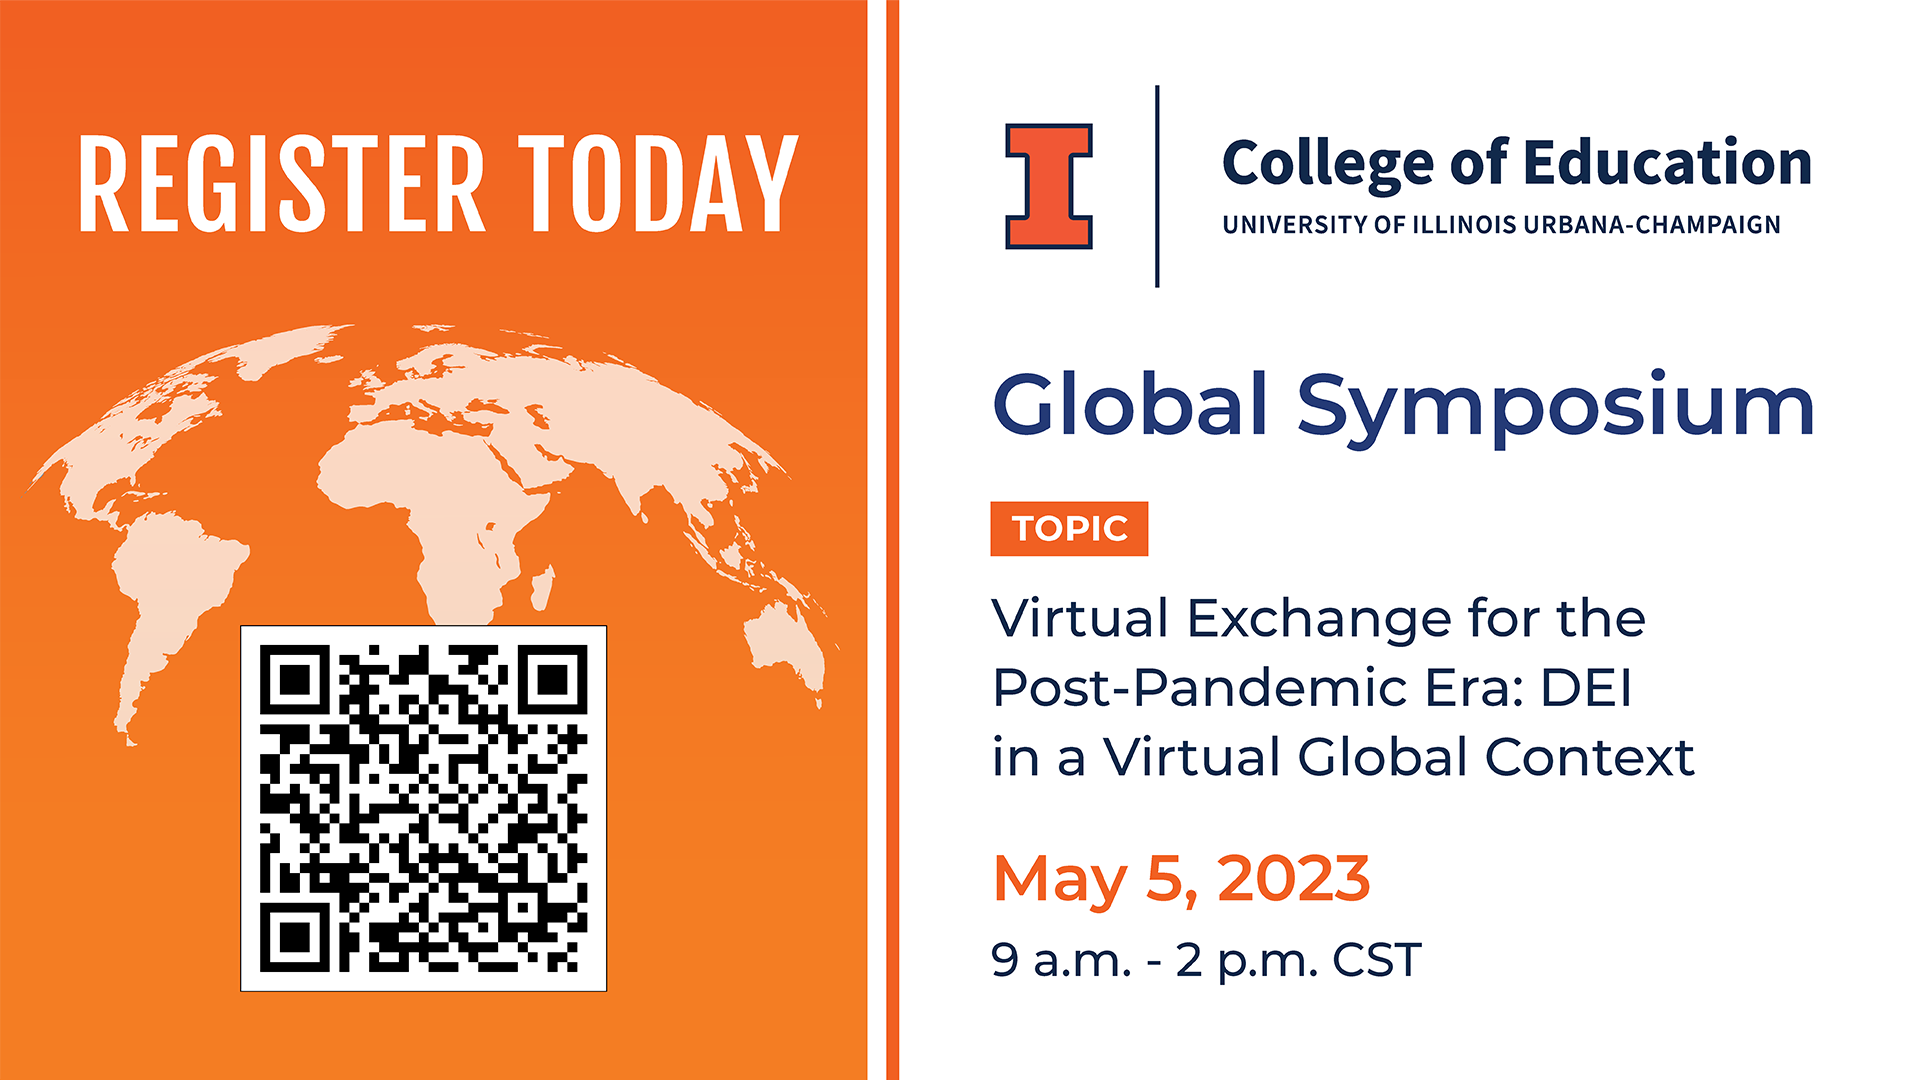 REGISTER TODAY
I
College of Education
UNIVERSITY OF ILLINOIS URBANA-CHAMPAIGN
Global Symposium
TOPIC
Virtual Exchange for the
Post-Pandemic Era: DEI
in a Virtual Global Context
May 5, 2023
9 a.m. - 2 p.m. CST